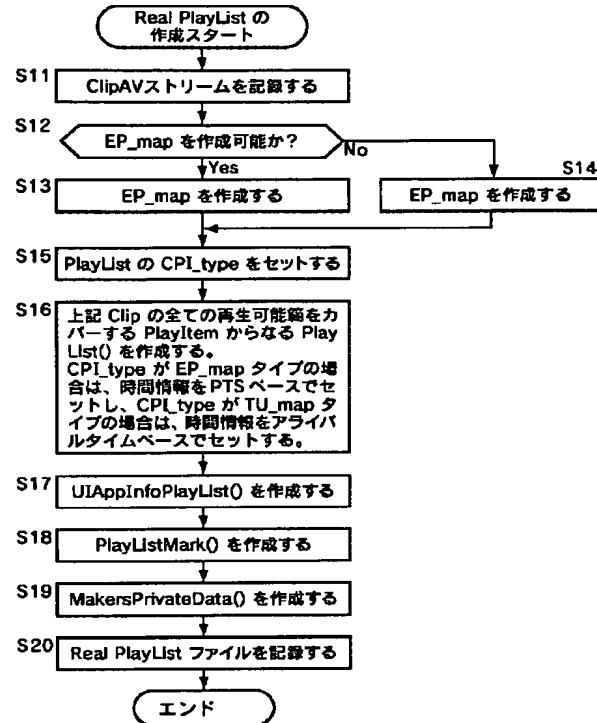 Real PlayList の
作成スタート
S11
ClipAVストリームを記録する
S12
EP_map を作成可能か?
No
Yes
S13
EP_map を作成する
S14
EP_map を作成する
S15
PlayList の CPI_type をセットする
S16
上記 Clip の全ての再生可能範をカ
バーする PlayItem からなる Play
List() を作成する。
CPI_type が EP_map タイプの場
合は、時間情報をPTSベースでセ
ットし、CPI_type が TU_map タ
イプの場合は、時間情報をアライバ
ルタイムベースでセットする。
S17
UIAppInfoPlayList() を作成する
S18
PlayListMark() を作成する
S19
MakersPrivateData() を作成する
S20
Real PlayList ファイルを記録する
エンド